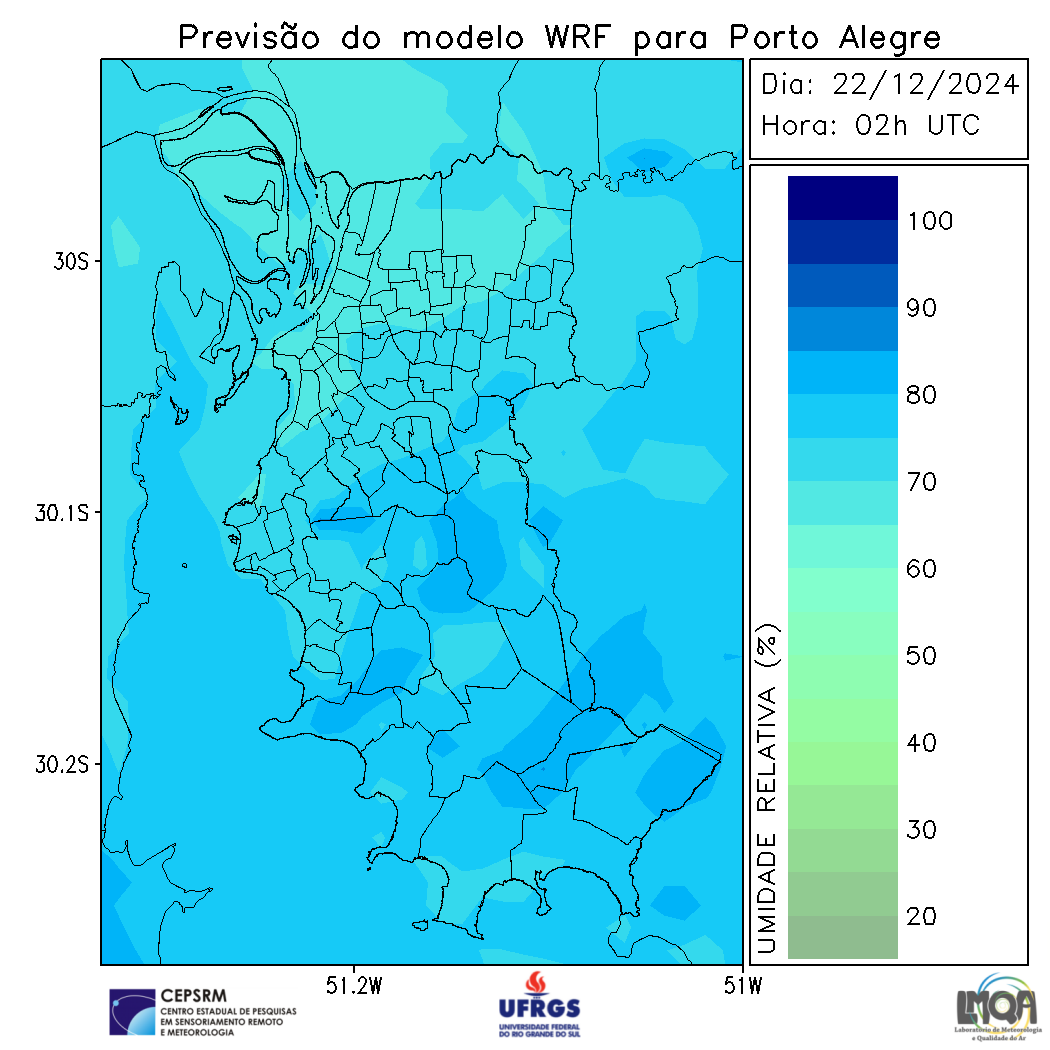 Previsão do modelo WRF para Porto Alegre
Dia: 22/12/2024
Hora: 02h UTC
30S
30.1S
30.2S
51.2W
51W
100
90
80
70
60
50
40
30
20
UMIDADE RELATIVA (%)
CEPSRM
CENTRO ESTADUAL DE PESQUISAS
EM SENSORIAMENTO REMOTO
E METEOROLOGIA
UFRGS
UNIVERSIDADE FEDERAL
DO RIO GRANDE DO SUL
LMQA
Laboratório de Meteorologia
e Qualidade do Ar